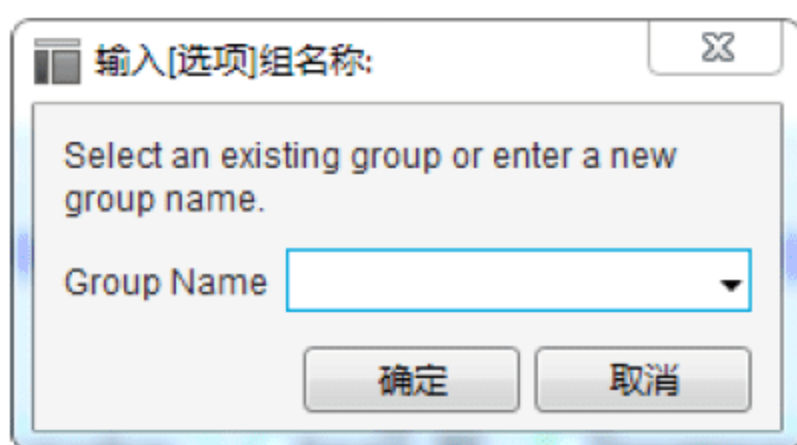 输入[选项]组名称:
Select an existing group or enter a new
group name.
Group Name
确定 取消